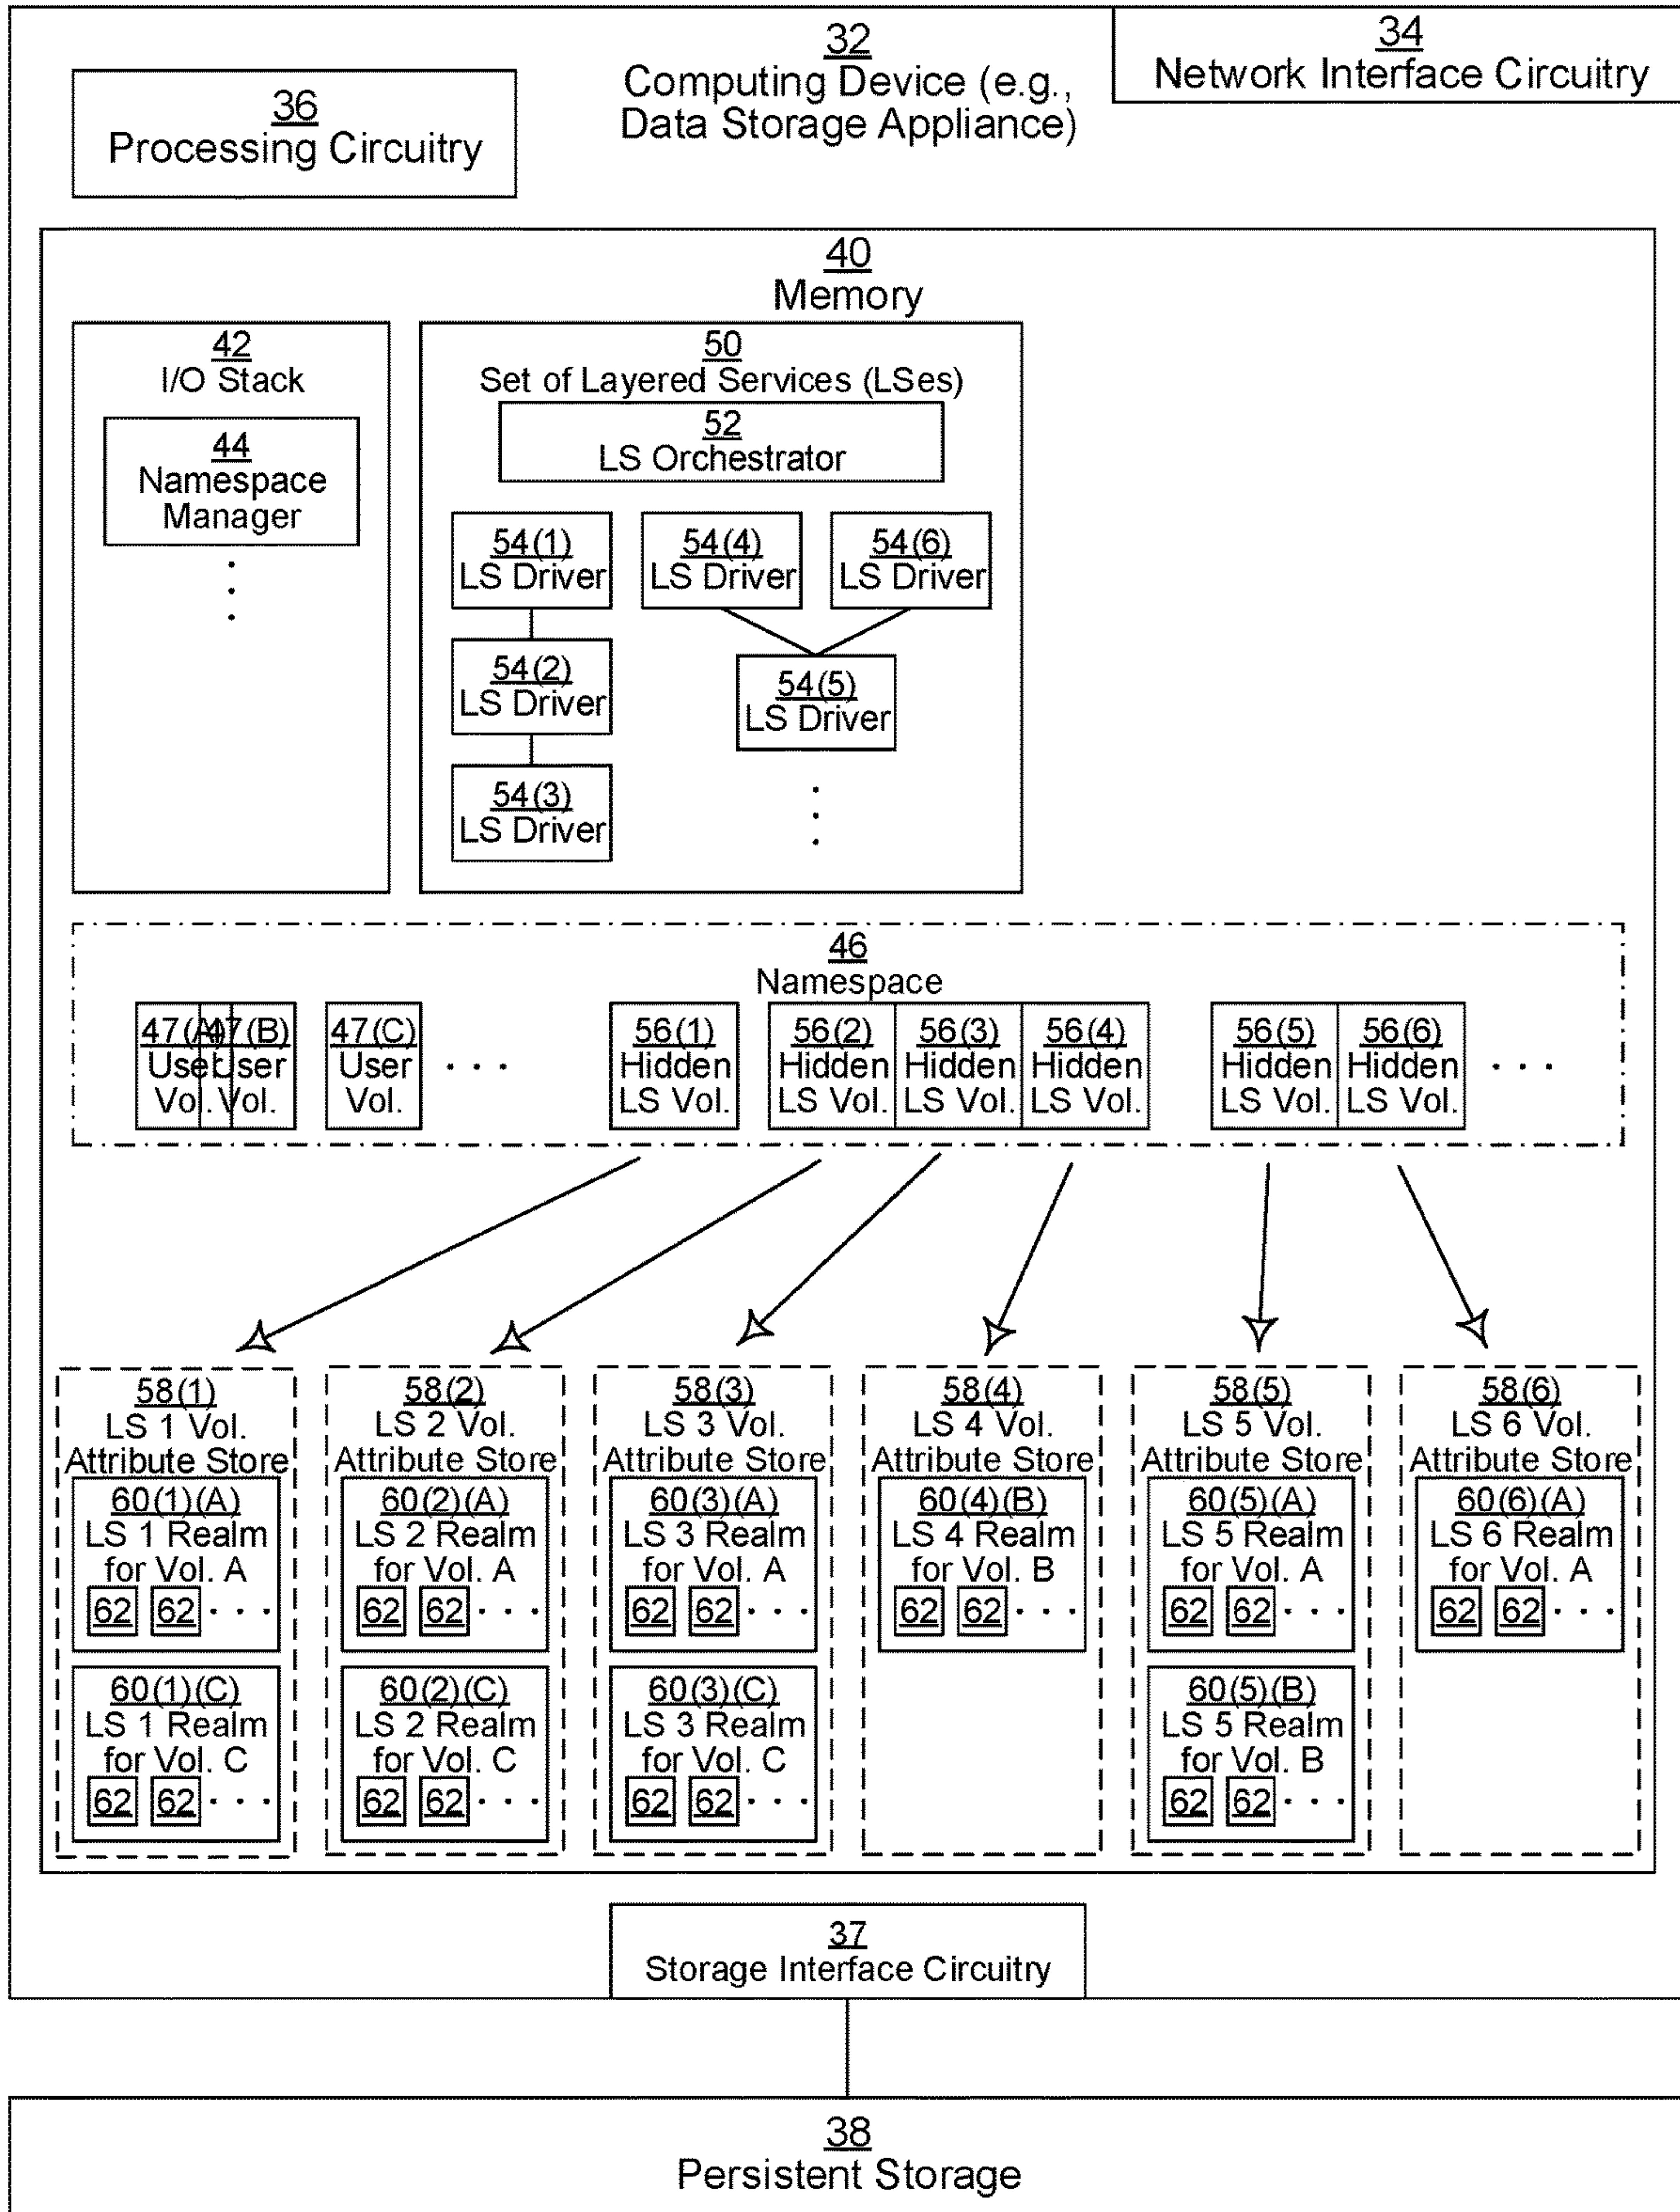 32
Computing Device (e.g.,
Data Storage Appliance)
34
Network Interface Circuitry
36
Processing Circuitry
40
Memory
42
I/O Stack
44
Namespace
Manager
50
Set of Layered Services (LSes)
52
LS Orchestrator
54(1)
LS Driver
54(4)
LS Driver
54(6)
LS Driver
54(2)
LS Driver
54(5)
LS Driver
54(3)
LS Driver
46
Namespace
47(A)
User
Vol.
47(B)
User
Vol.
47(C)
User
Vol.
. . .
56(1)
Hidden
LS Vol.
56(2)
Hidden
LS Vol.
56(3)
Hidden
LS Vol.
56(4)
Hidden
LS Vol.
56(5)
Hidden
LS Vol.
56(6)
Hidden
LS Vol.
. . .
58(1)
LS 1 Vol.
Attribute Store
60(1)(A)
LS 1 Realm
for Vol. A
62 62 . . .
60(1)(C)
LS 1 Realm
for Vol. C
62 62 . . .
58(2)
LS 2 Vol.
Attribute Store
60(2)(A)
LS 2 Realm
for Vol. A
62 62 . . .
60(2)(C)
LS 2 Realm
for Vol. C
62 62 . . .
58(3)
LS 3 Vol.
Attribute Store
60(3)(A)
LS 3 Realm
for Vol. A
62 62 . . .
60(3)(C)
LS 3 Realm
for Vol. C
62 62 . . .
58(4)
LS 4 Vol.
Attribute Store
60(4)(B)
LS 4 Realm
for Vol. B
62 62 . . .
58(5)
LS 5 Vol.
Attribute Store
60(5)(A)
LS 5 Realm
for Vol. A
62 62 . . .
60(5)(B)
LS 5 Realm
for Vol. B
62 62 . . .
58(6)
LS 6 Vol.
Attribute Store
60(6)(A)
LS 6 Realm
for Vol. A
62 62 . . .
37
Storage Interface Circuitry
38
Persistent Storage